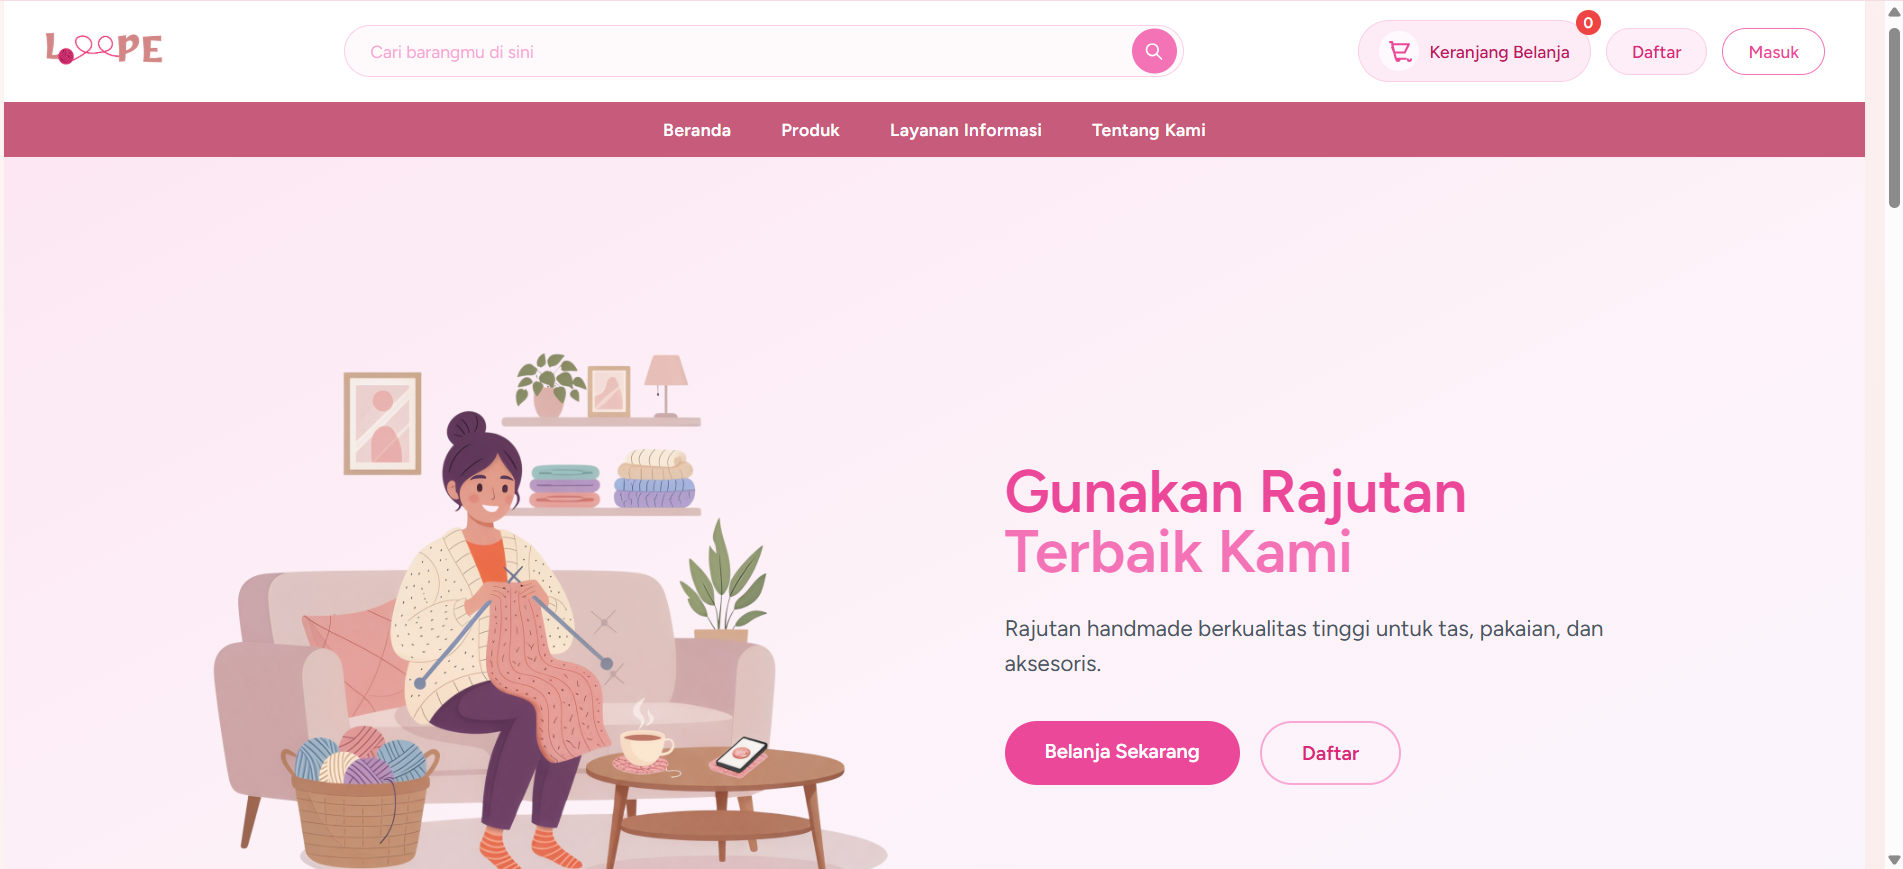 LOOPE
Cari barangmu di sini
Keranjang Belanja
0
Daftar
Masuk
Beranda
Produk
Layanan Informasi
Tentang Kami
Gunakan Rajutan
Terbaik Kami
Rajutan handmade berkualitas tinggi untuk tas, pakaian, dan
aksesoris.
Belanja Sekarang
Daftar